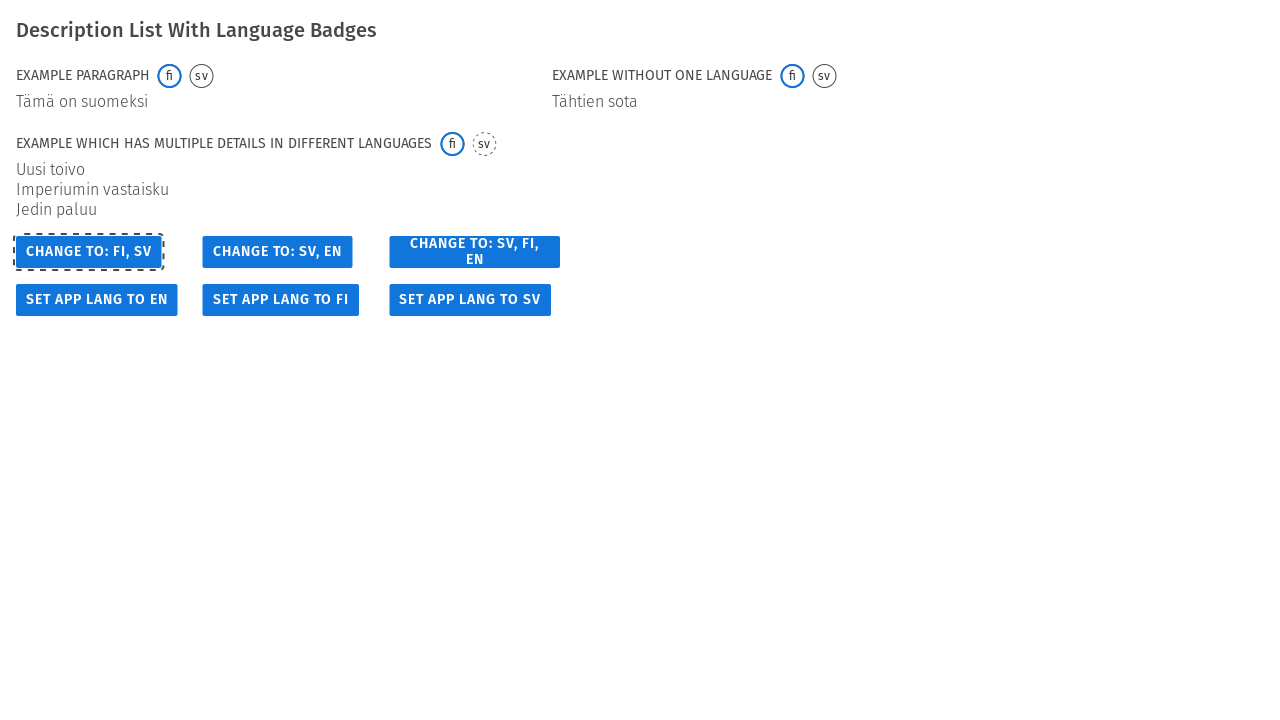 Description List With Language Badges
EXAMPLE PARAGRAPH fi sv
Tämä on suomeksi
EXAMPLE WITHOUT ONE LANGUAGE fi sv
Tähtien sota
EXAMPLE WHICH HAS MULTIPLE DETAILS IN DIFFERENT LANGUAGES fi sv
Uusi toivo
Imperiumin vastaisku
Jedin paluu
CHANGE TO: FI, SV
CHANGE TO: SV, EN
CHANGE TO: SV, FI,
EN
SET APP LANG TO EN
SET APP LANG TO FI
SET APP LANG TO SV